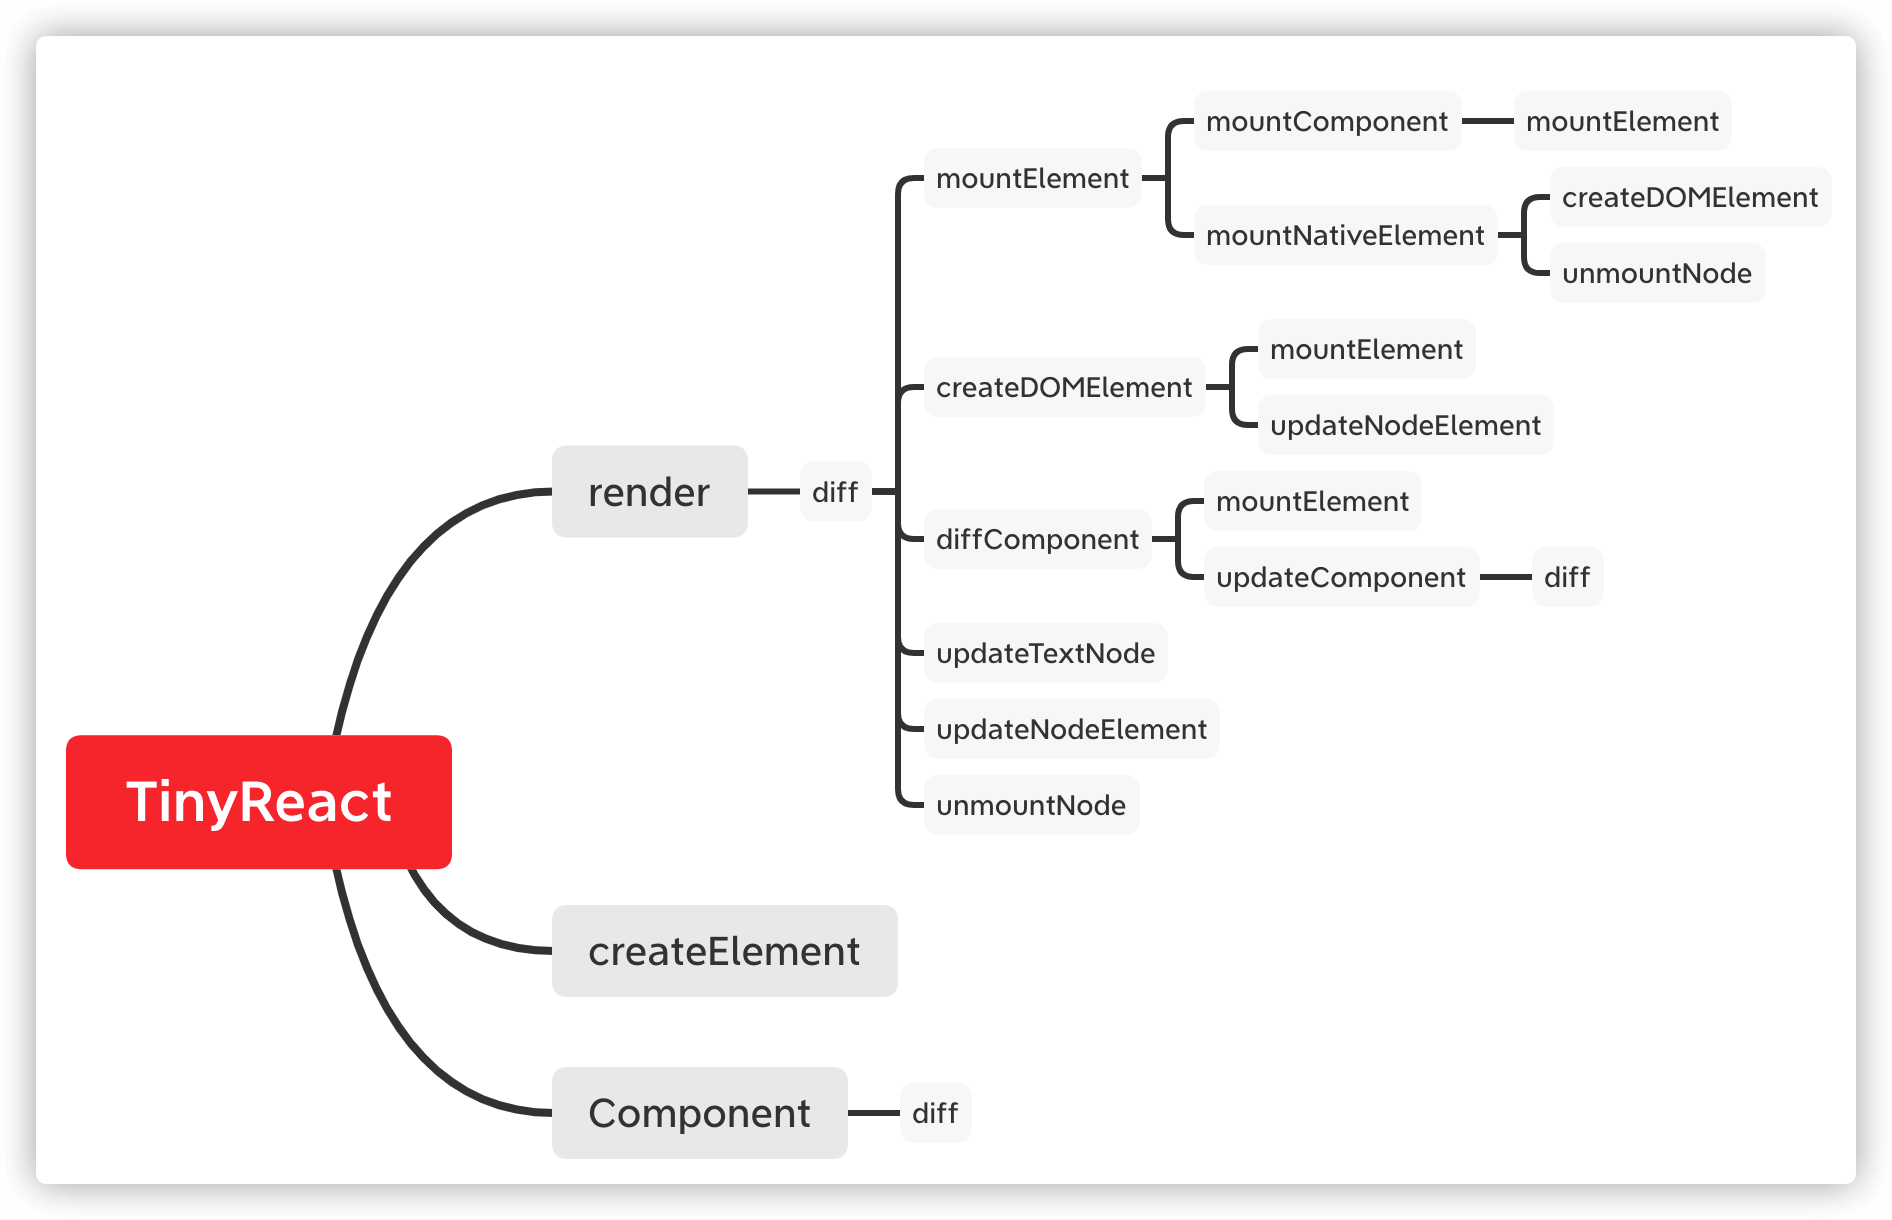 TinyReact
render
diff
mountElement
mountComponent
mountElement
mountNativeElement
createDOMElement
unmountNode
createDOMElement
mountElement
updateNodeElement
diffComponent
mountElement
updateComponent
diff
updateTextNode
updateNodeElement
unmountNode
createElement
Component
diff